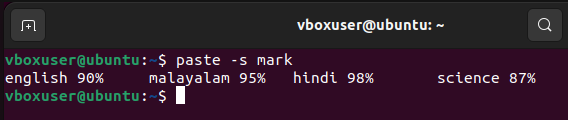 vboxuser@ubuntu: ~
vboxuser@ubuntu:~$ paste -s mark
english 90%	malayalam 95%	hindi 98%	science 87%
vboxuser@ubuntu:~$